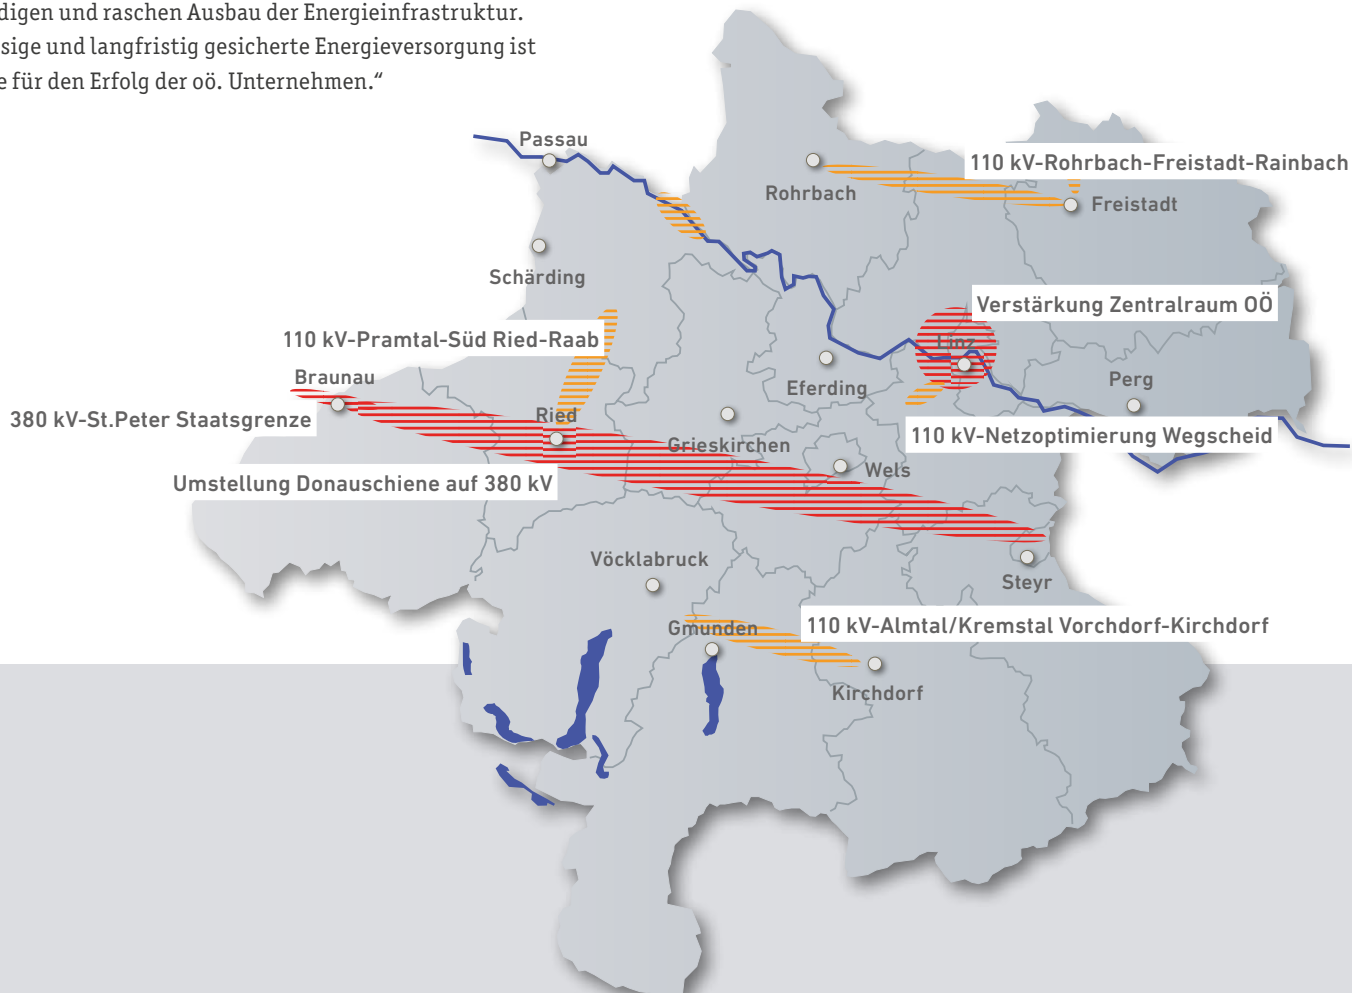 digen und raschen Ausbau der Energieinfrastruktur.
ssige und langfristig gesicherte Energieversorgung ist
e für den Erfolg der oö. Unternehmen.“
Passau
110 kV-Rohrbach-Freistadt-Rainbach
Rohrbach
Freistadt
Schärding
Verstärkung Zentralraum OÖ
110 kV-Pramtal-Süd Ried-Raab
Linz
Braunau
Eferding
Perg
380 kV-St.Peter Staatsgrenze
Ried
Grieskirchen
110 kV-Netzoptimierung Wegscheid
Wels
Umstellung Donauschiene auf 380 kV
Vöcklabruck
Steyr
Gmunden
110 kV-Almtal/Kremstal Vorchdorf-Kirchdorf
Kirchdorf